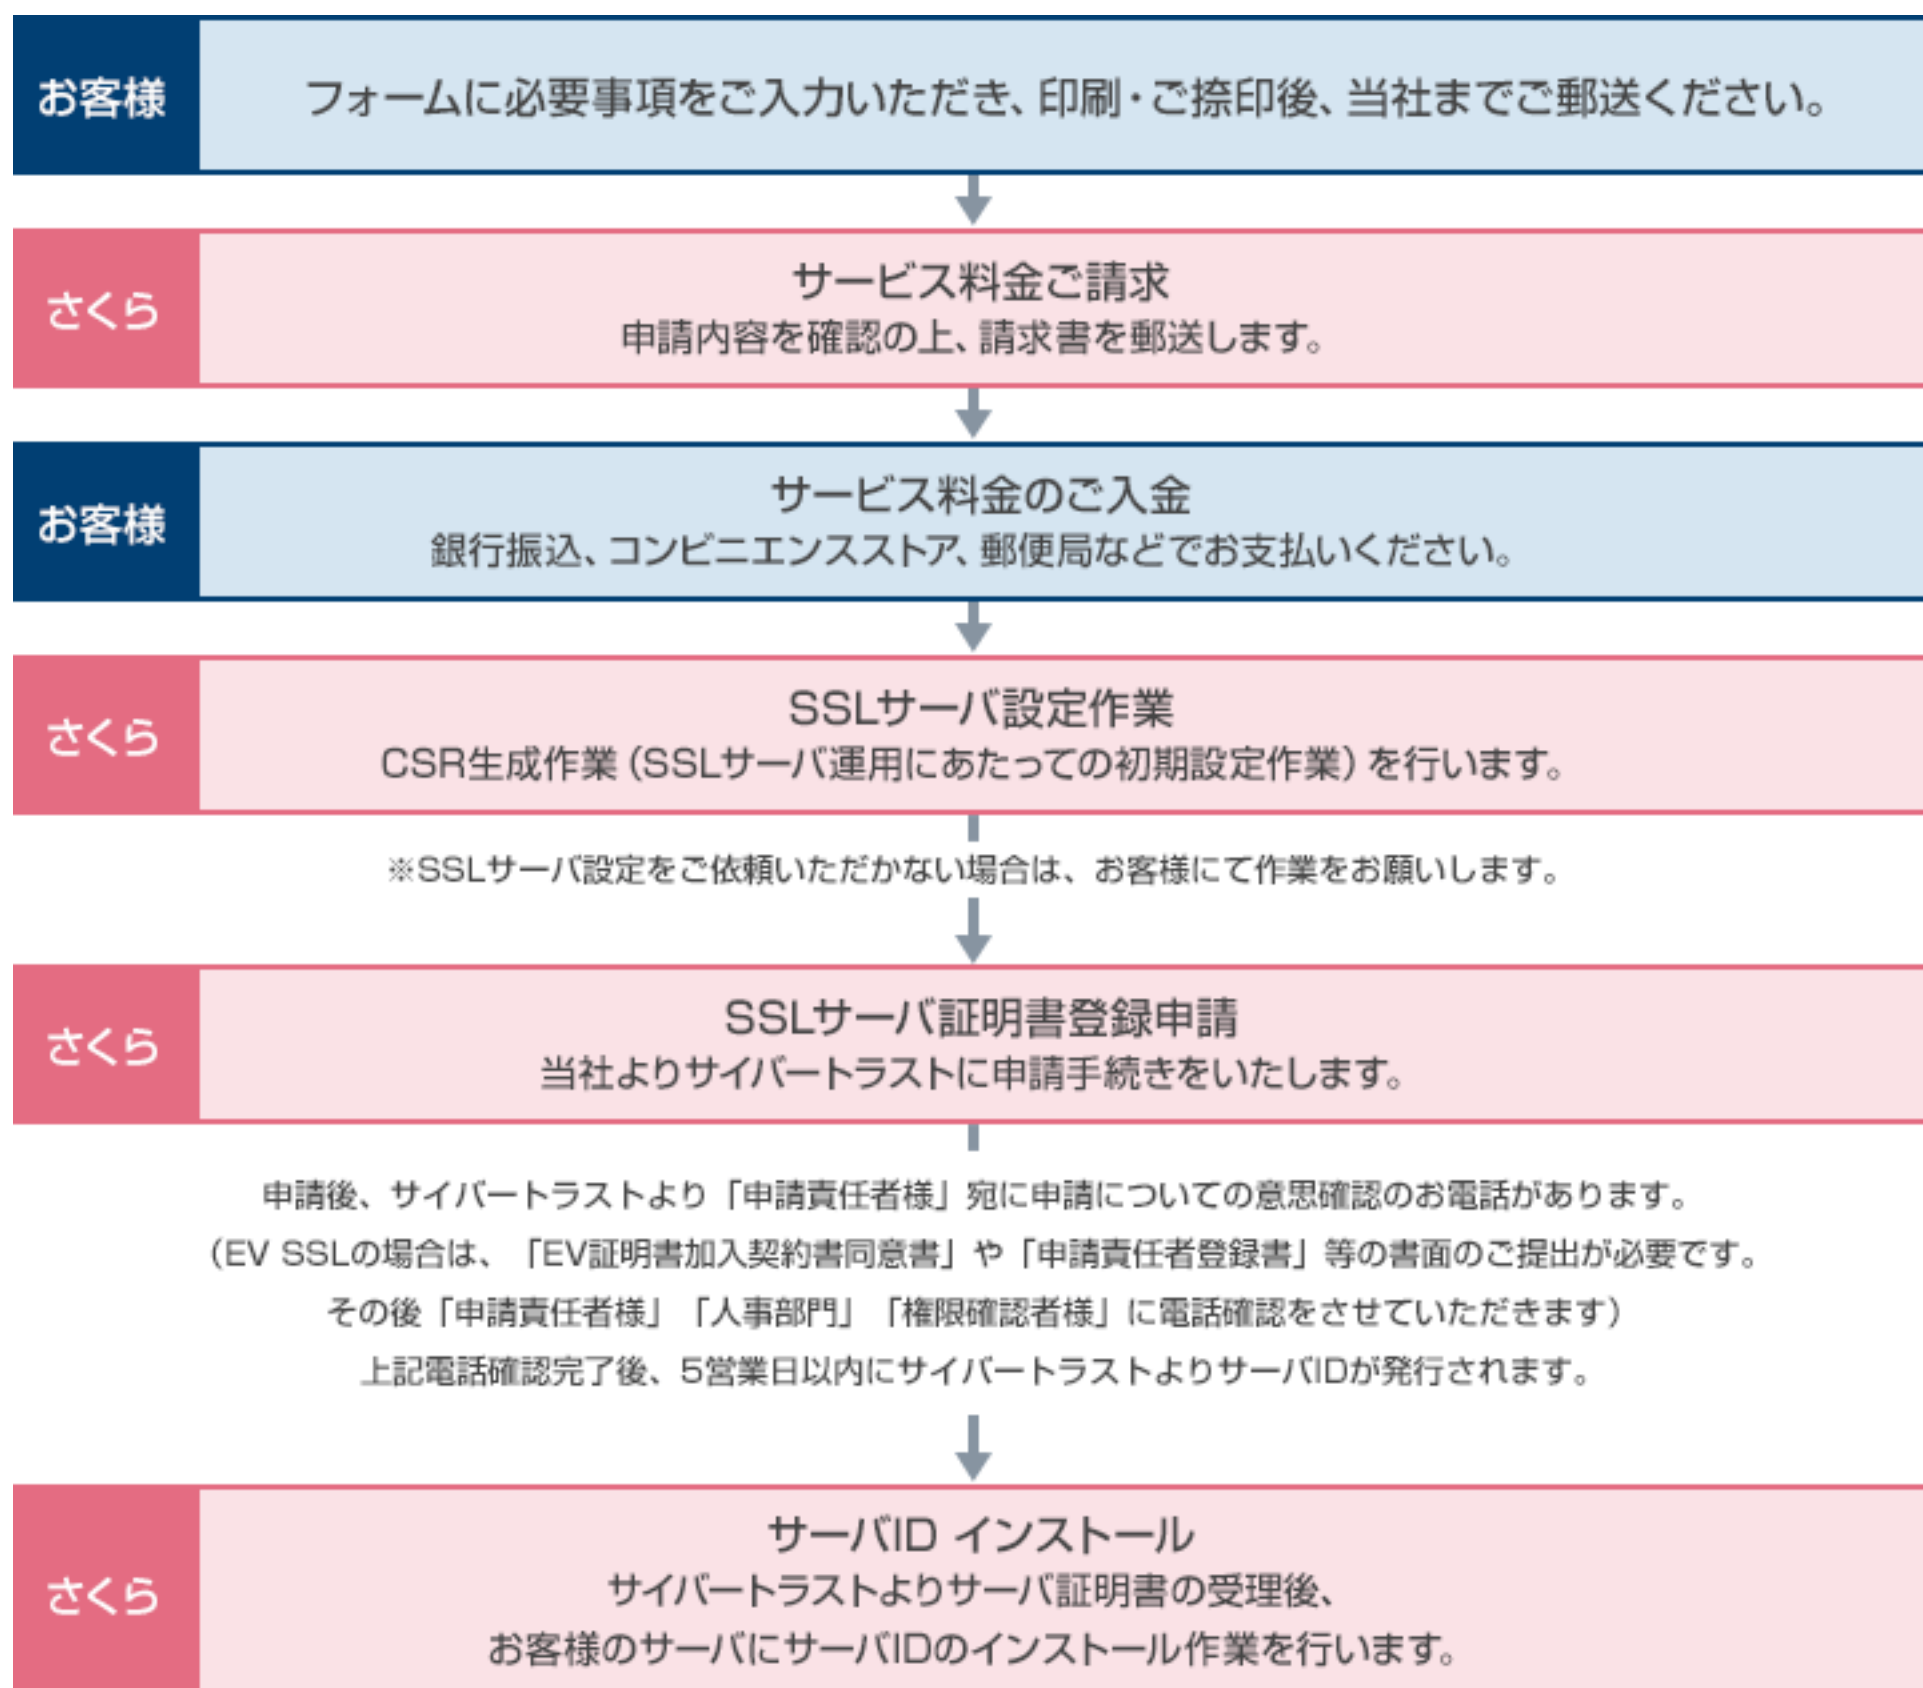 お客様
フォームに必要事項をご入力いただき、印刷・ご捺印後、当社までご郵送ください。
さくら
サービス料金ご請求
申請内容を確認の上、請求書を郵送します。
お客様
サービス料金のご入金
銀行振込、コンビニエンスストア、郵便局などでお支払いください。
さくら
SSLサーバ設定作業
CSR生成作業（SSLサーバ運用にあたっての初期設定作業）を行います。
※SSLサーバ設定をご依頼いただかない場合は、お客様にて作業をお願いします。
さくら
SSLサーバ証明書登録申請
当社よりサイバートラストに申請手続きをいたします。
申請後、サイバートラストより「申請責任者様」宛に申請についての意思確認のお電話があります。
（EV SSLの場合は、「EV証明書加入契約書同意書」や「申請責任者登録書」等の書面のご提出が必要です。
その後「申請責任者様」「人事部門」「権限確認者様」に電話確認をさせていただきます）
上記電話確認完了後、5営業日以内にサイバートラストよりサーバIDが発行されます。
さくら
サーバID インストール
サイバートラストよりサーバ証明書の受理後、
お客様のサーバにサーバIDのインストール作業を行います。